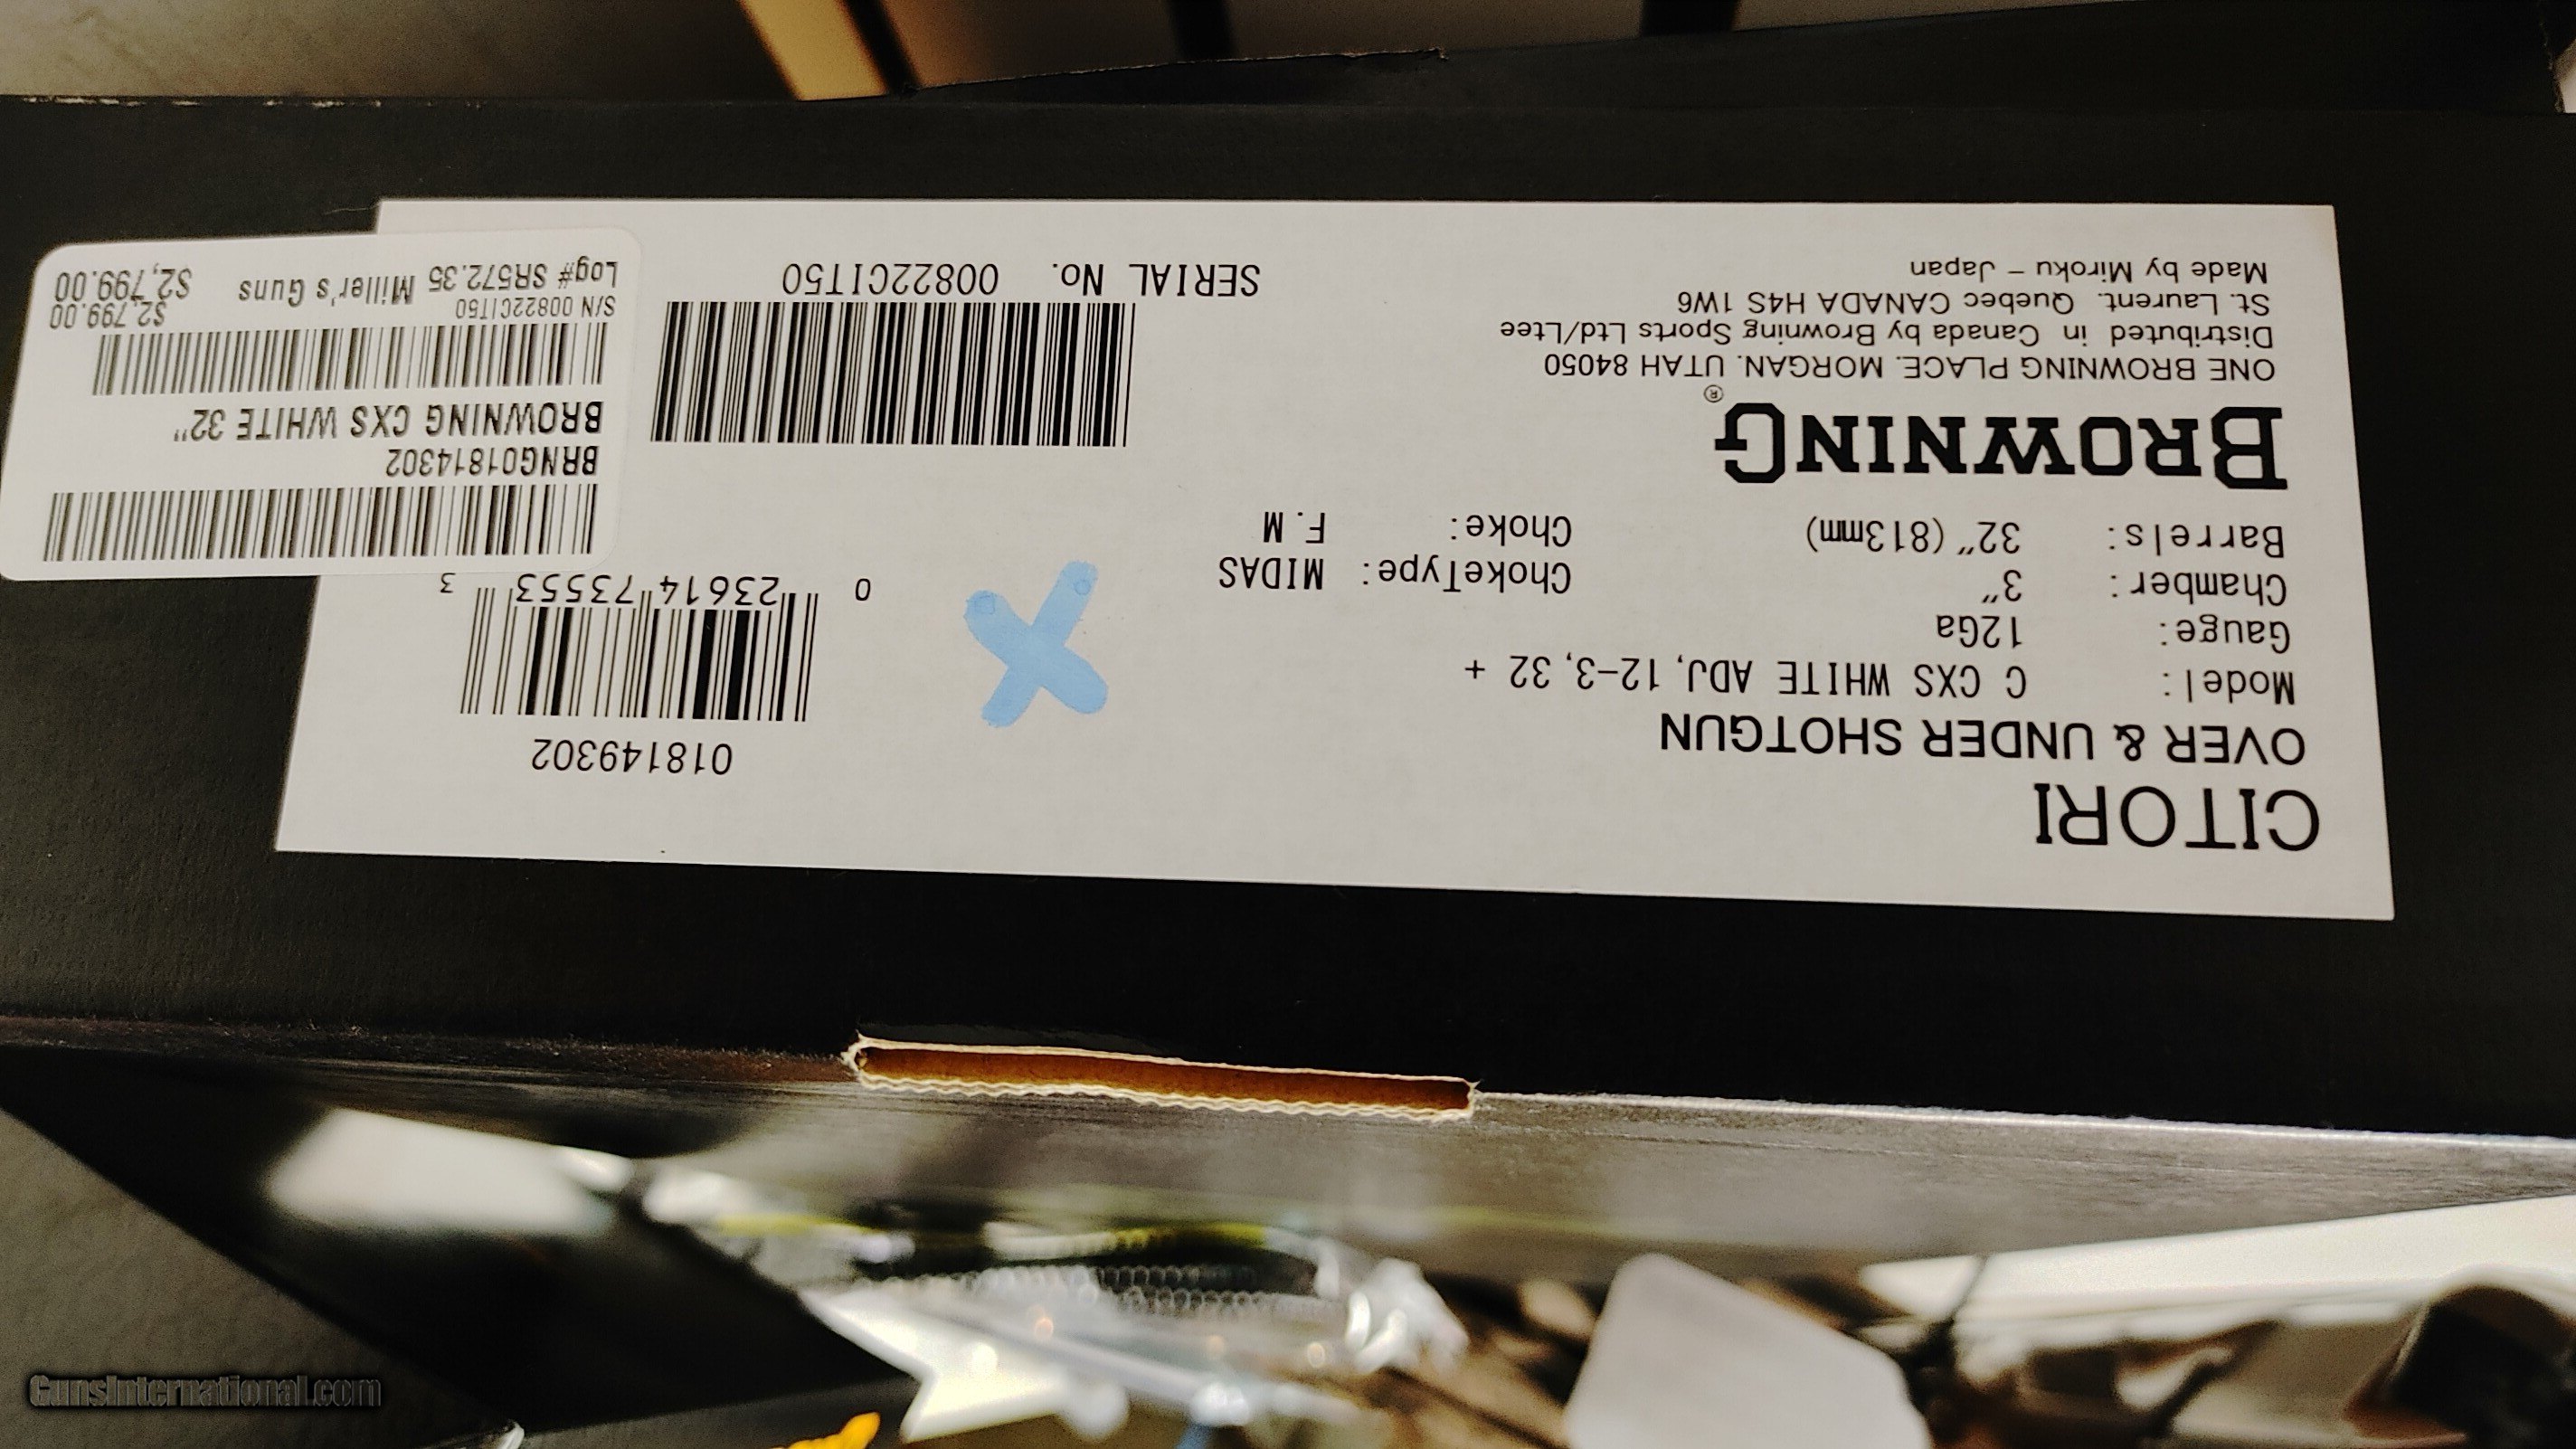 CITORI
OVER & UNDER SHOTGUN
Model: C CXS WHITE ADJ, 12-3, 32 +
Gauge: 12Ga
Chamber: 3" ChokeType: MIDAS
Barrels: 32" (813mm) Choke: F.M
BROWNING®
ONE BROWNING PLACE. MORGAN. UTAH 84050
Distributed in Canada by Browning Sports Ltd/Ltee
St. Laurent. Quebec CANADA H4S 1W6
Made by Miroku - Japan
018149302
0 23614 73553 3
SERIAL No. 00822CIT50
BRNG01814302
BROWNING CXS WHITE 32"
S/N 00822CIT50 $2,799.00
Log# SR572.35 Miller's Guns $2,799.00
GunsInternational.com